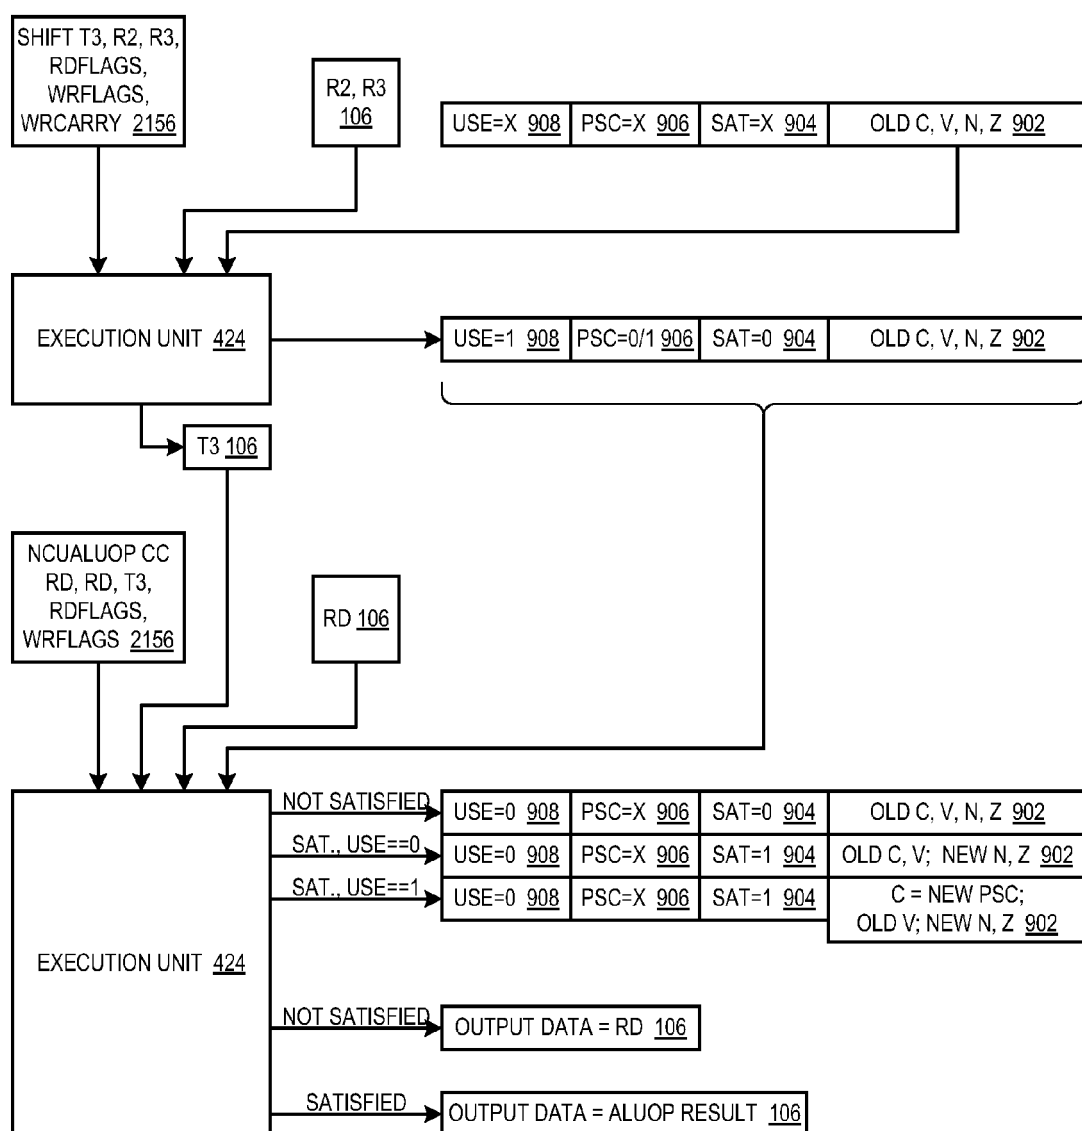 SHIFT T3, R2, R3,
RDFLAGS,
WRFLAGS,
WRCARRY 2156
R2, R3
106
USE=X 908 PSC=X 906 SAT=X 904 OLD C, V, N, Z 902
EXECUTION UNIT 424
USE=1 908 PSC=0/1 906 SAT=0 904 OLD C, V, N, Z 902
T3 106
NCUALUOP CC
RD, RD, T3,
RDFLAGS,
WRFLAGS 2156
RD 106
NOT SATISFIED
USE=0 908 PSC=X 906 SAT=0 904 OLD C, V, N, Z 902
SAT., USE==0
USE=0 908 PSC=X 906 SAT=1 904 OLD C, V; NEW N, Z 902
SAT., USE==1
USE=0 908 PSC=X 906 SAT=1 904
C = NEW PSC;
OLD V; NEW N, Z 902
EXECUTION UNIT 424
NOT SATISFIED
OUTPUT DATA = RD 106
SATISFIED
OUTPUT DATA = ALUOP RESULT 106